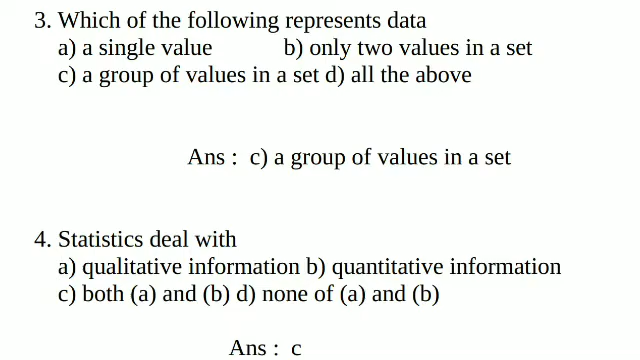 3. Which of the following represents data
a) a single value b) only two values in a set
c) a group of values in a set d) all the above
Ans : c) a group of values in a set
4. Statistics deal with
a) qualitative information b) quantitative information
c) both (a) and (b) d) none of (a) and (b)
Ans : c